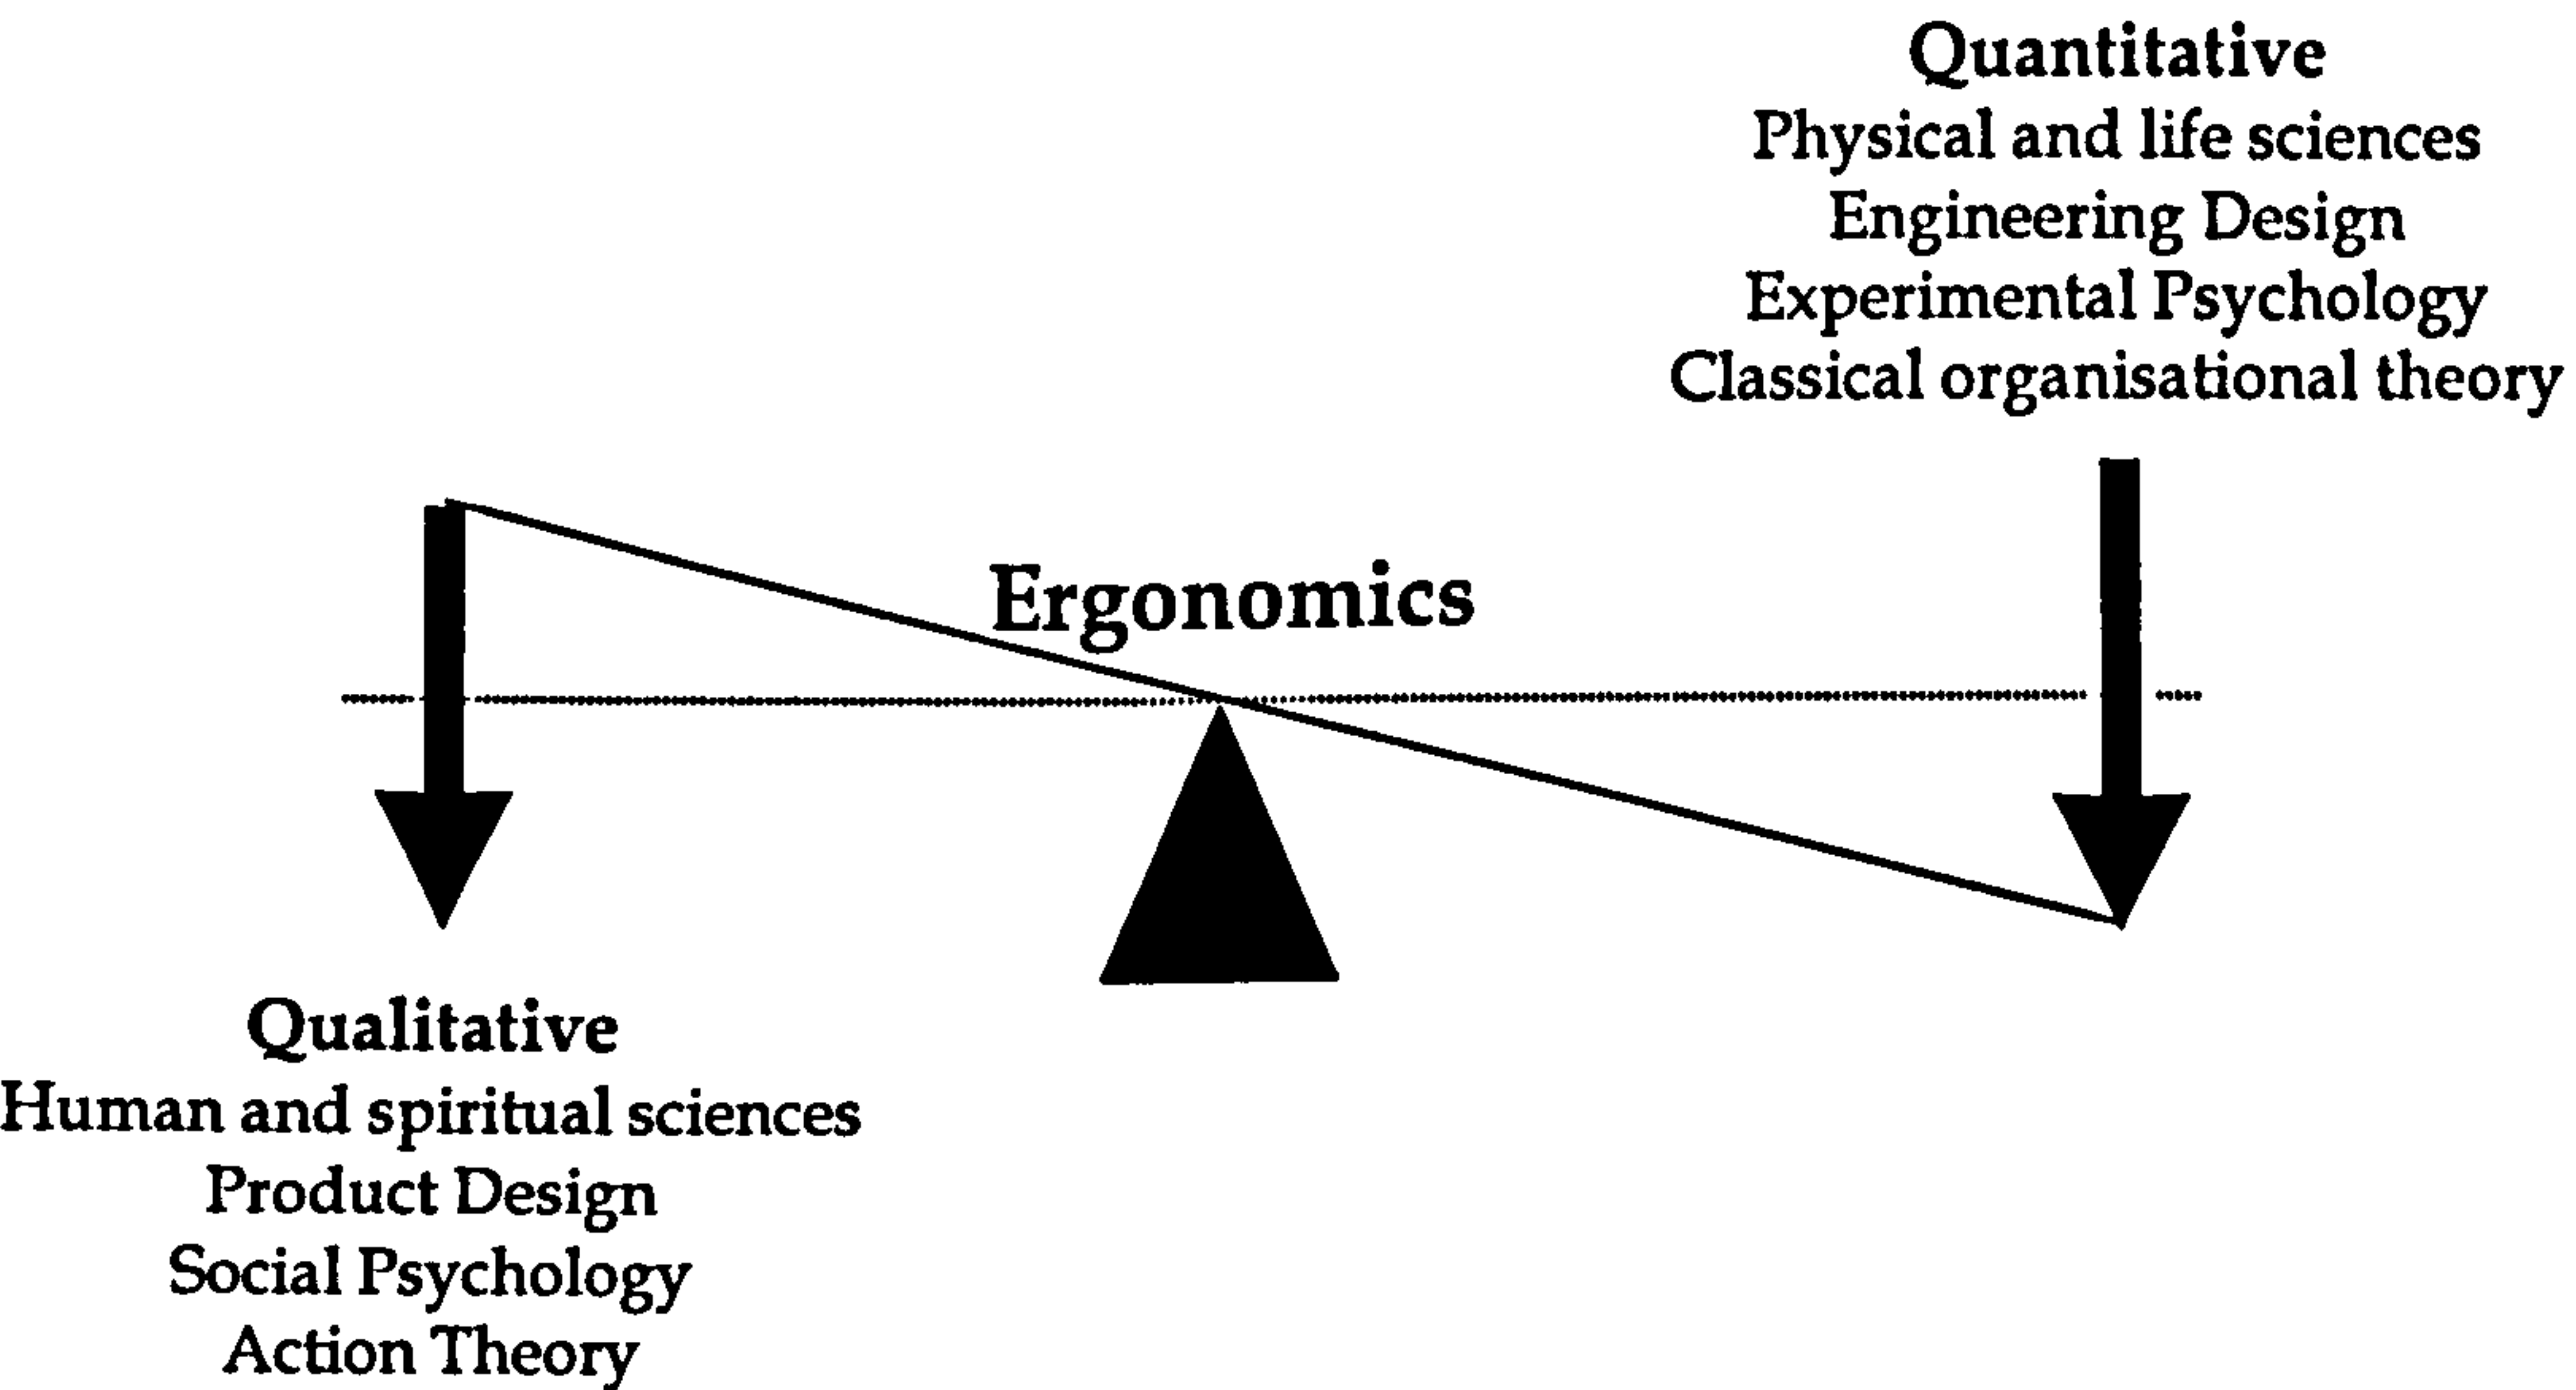 Quantitative
Physical and life sciences
Engineering Design
Experimental Psychology
Classical organisational theory
Ergonomics
Qualitative
Human and spiritual sciences
Product Design
Social Psychology
Action Theory